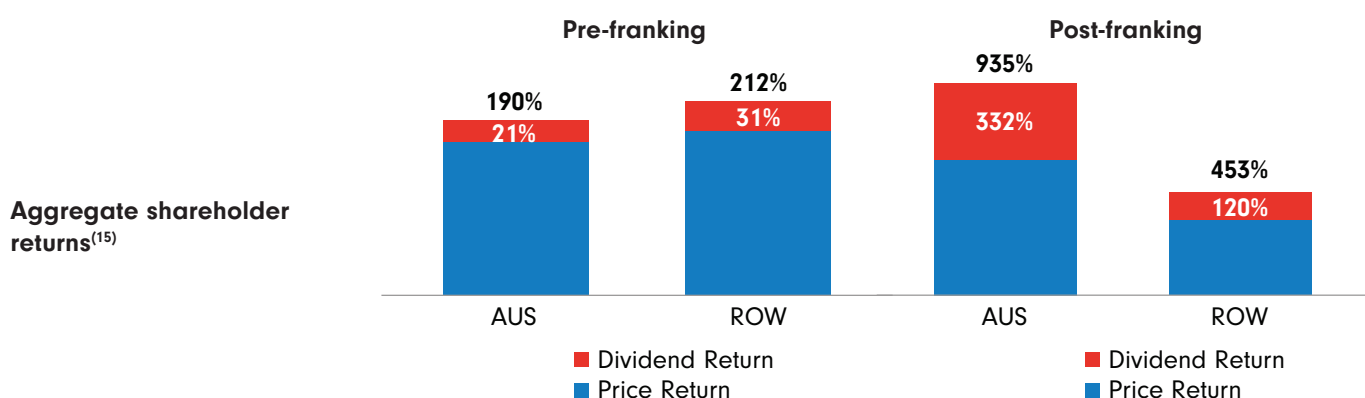 Pre-franking
Post-franking
190%
21%
212%
31%
935%
332%
453%
120%
Aggregate shareholder
returns(15)
AUS
ROW
AUS
ROW
Dividend Return
Price Return
Dividend Return
Price Return